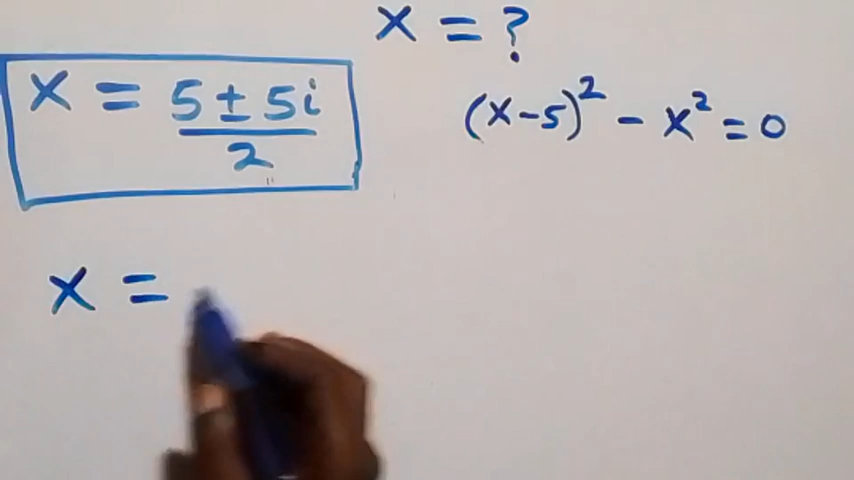 x = ?
x = 5 ± 5i / 2
(x-5)² - x² = 0
x =